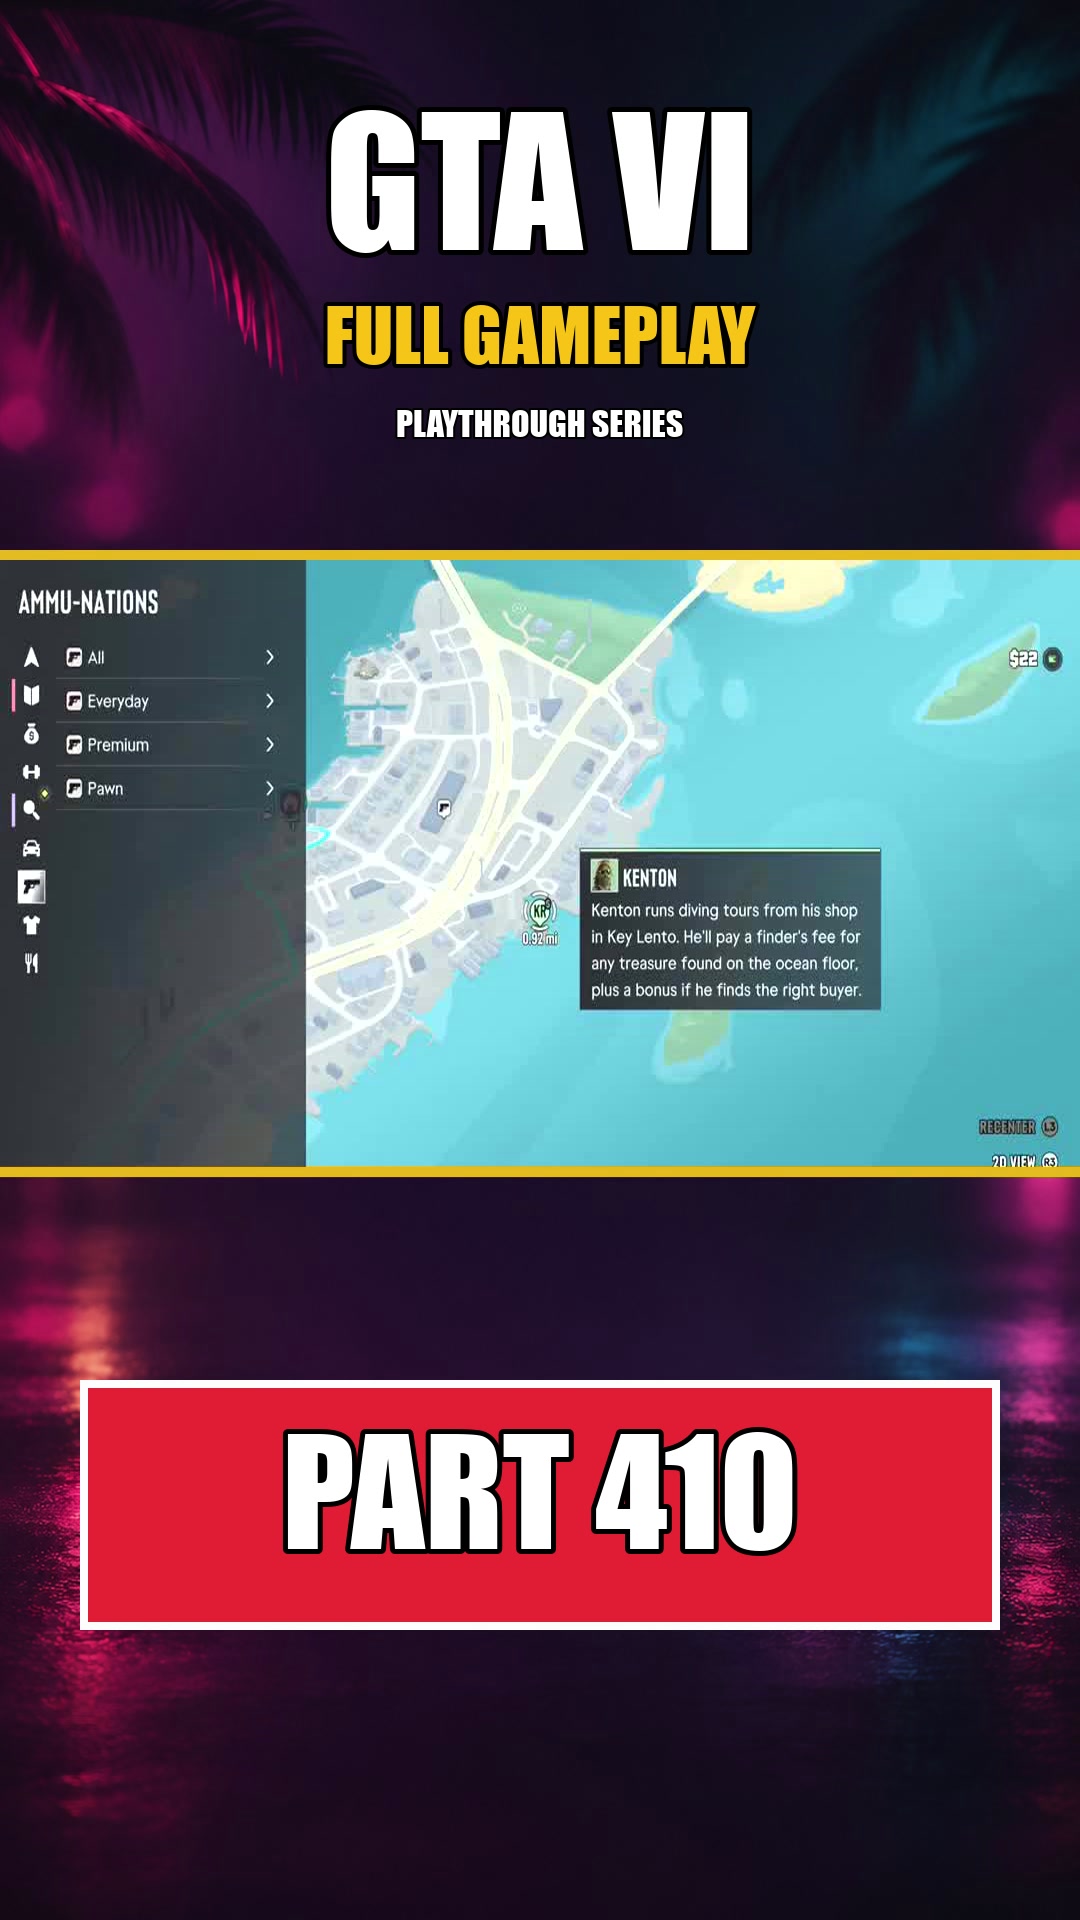 GTA VI
FULL GAMEPLAY
PLAYTHROUGH SERIES
AMMU-NATIONS
All
Everyday
Premium
Pawn
$22
KENTON
Kenton runs diving tours from his shop
in Key Lento. He'll pay a finder's fee for
any treasure found on the ocean floor,
plus a bonus if he finds the right buyer.
KR
0.92 mi
RECENTER L3
2D VIEW R3
PART 410